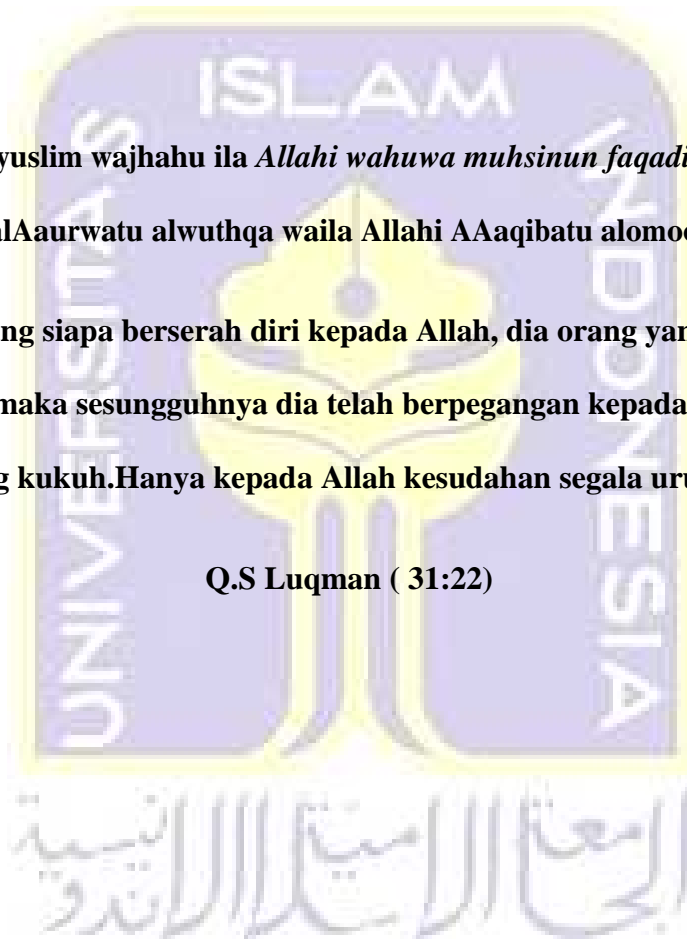 ISLAM
UNIVERSITAS
INDONESIA
yuslim wajhahu ila Allahi wahuwa muhsinun faqadi
alAaurwatu alwuthqa waila Allahi AAaqibatu
ng siapa berserah diri kepada Allah, dia orang yan
maka sesungguhnya dia telah berpegangan kepada
g kukuh.Hanya kepada Allah kesudahan segala uru
Q.S Luqman ( 31:22)